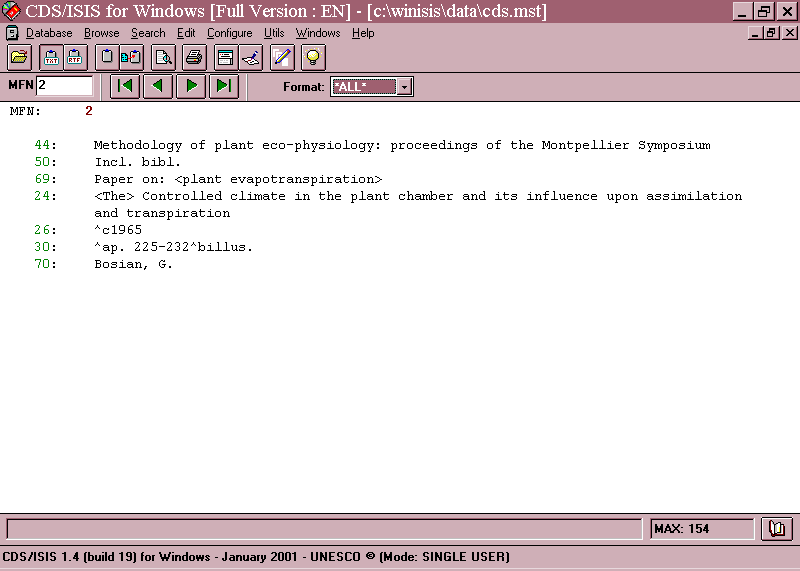 CDS/ISIS for Windows [Full Version : EN] - [c:\winisis\data\cds.mst]
Database Browse Search Edit Configure Utils Windows Help
TXT RTF
MFN 2 Format: *ALL*
MFN: 2
44: Methodology of plant eco-physiology: proceedings of the Montpellier Symposium
50: Incl. bibl.
69: Paper on: <plant evapotranspiration>
24: <The> Controlled climate in the plant chamber and its influence upon assimilation
and transpiration
26: ^c1965
30: ^ap. 225-232^billus.
70: Bosian, G.
MAX: 154
CDS/ISIS 1.4 (build 19) for Windows - January 2001 - UNESCO © (Mode: SINGLE USER)